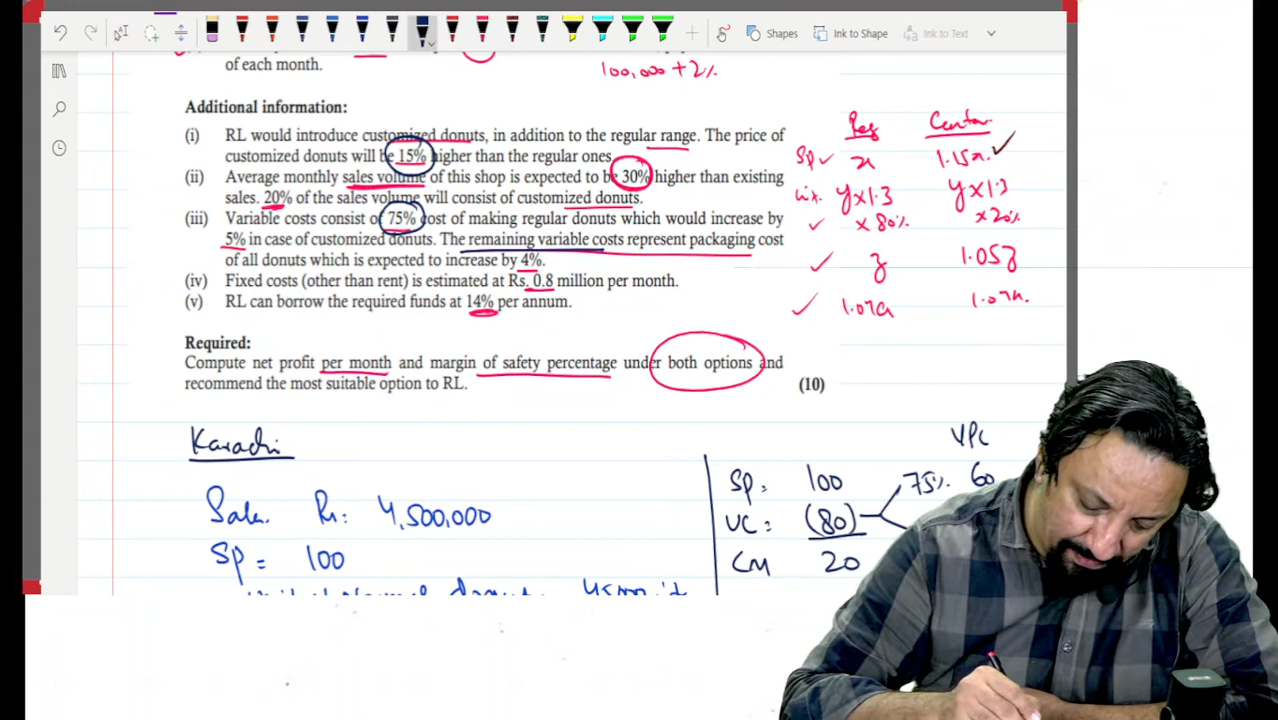 Shapes
Ink to Shape
Ink to Text
of each month.
100,000 + 2%
Additional information:
(i) RL would introduce customized donuts, in addition to the regular range. The price of
customized donuts will be 15% higher than the regular ones.
(ii) Average monthly sales volume of this shop is expected to be 30% higher than existing
sales. 20% of the sales volume will consist of customized donuts.
(iii) Variable costs consist of 75% cost of making regular donuts which would increase by
5% in case of customized donuts. The remaining variable costs represent packaging cost
of all donuts which is expected to increase by 4%.
(iv) Fixed costs (other than rent) is estimated at Rs. 0.8 million per month.
(v) RL can borrow the required funds at 14% per annum.
Required:
Compute net profit per month and margin of safety percentage under both options and
recommend the most suitable option to RL.
(10)
Reg
SP x 1.15x
y x 1.3 y x 1.3
x 80% x 20%
z 1.05z
Karachi
Sales Rs: 4,500,000
SP = 100
donuts
VPC
SP = 100 75% 60
VC = (80)
CM 20